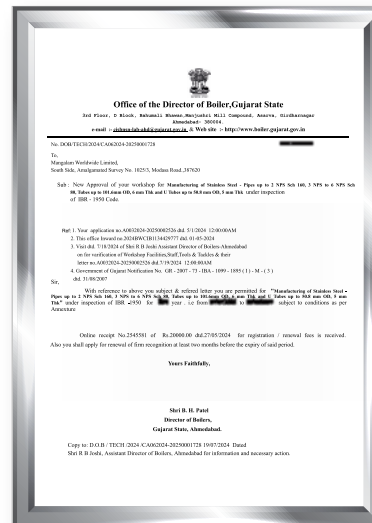 Office of the Director of Boiler,Gujarat State
3rd Floor, D Block, Bahumali Bhawan,Manjushri Mill Compound, Asarva, Girdharnagar
Ahmedabad- 380004.
e-mail :- cishmu-lab-ahd@gujarat.gov.in, & Web site :- http://www.boiler.gujarat.gov.in
No. DOB/TECH/2024/CA062024-20250001728
To,
Mangalam Worldwide Limited,
South Side, Amalgamated Survey No. 1025/3, Modasa Road ,387620
Sub : New Approval of your workshop for Manufacturing of Stainless Steel - Pipes up to 2 NPS Sch 160, 3 NPS to 6 NPS Sch
80, Tubes up to 101.6mm OD, 6 mm Thk and U Tubes up to 50.8 mm OD, 5 mm Thk under inspection
of IBR - 1950 Code.
Ref: 1. Your application no.A0032024-20250002526 dtd. 5/1/2024 12:00:00AM
2. This office Inward no.2024BWCIB1134429777 dtd. 01-05-2024
3. Visit dtd. 7/18/2024 of Shri R B Joshi Assistant Director of Boilers-Ahmedabad
on for verification of Workshop Facilities,Staff,Tools & Tackles & their
letter no.A0032024-20250002526 dtd.7/19/2024 12:00:00AM
4. Government of Gujarat Notification No. GR - 2007 - 73 - IBA - 1099 - 1895 ( 1 ) - M - ( 3 )
dtd. 31/08/2007
Sir,
With reference to above you subject & refered letter you are permitted for "Manufacturing of Stainless Steel -
Pipes up to 2 NPS Sch 160, 3 NPS to 6 NPS Sch 80, Tubes up to 101.6mm OD, 6 mm Thk and U Tubes up to 50.8 mm OD, 5 mm
Thk" under inspection of IBR -1950 for year . i.e from to subject to conditions as per
Annexture
Online receipt No.2545581 of Rs.20000.00 dtd.27/05/2024 for registration / renewal fees is received.
Also you shall apply for renewal of firm recognition at least two months before the expiry of said period.
Yours Faithfully,
Shri B. H. Patel
Director of Boilers,
Gujarat State, Ahmedabad.
Copy to: D.O.B / TECH /2024 /CA062024-20250001728 19/07/2024 Dated
Shri R B Joshi, Assistant Director of Boilers, Ahmedabad for information and necessary action.